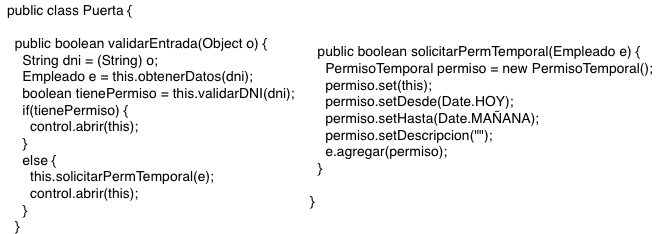 public class Puerta {
public boolean validarEntrada(Object o) {
String dni = (String) o;
Empleado e = this.obtenerDatos(dni);
boolean tienePermiso = this.validarDNI(dni);
if(tienePermiso) {
control.abrir(this);
}
else {
this.solicitarPermTemporal(e);
control.abrir(this);
}
}
public boolean solicitarPermTemporal(Empleado e) {
PermisoTemporal permiso = new PermisoTemporal();
permiso.set(this);
permiso.setDesde(Date.HOY);
permiso.setHasta(Date.MAÑANA);
permiso.setDescripcion("");
e.agregar(permiso);
}
}